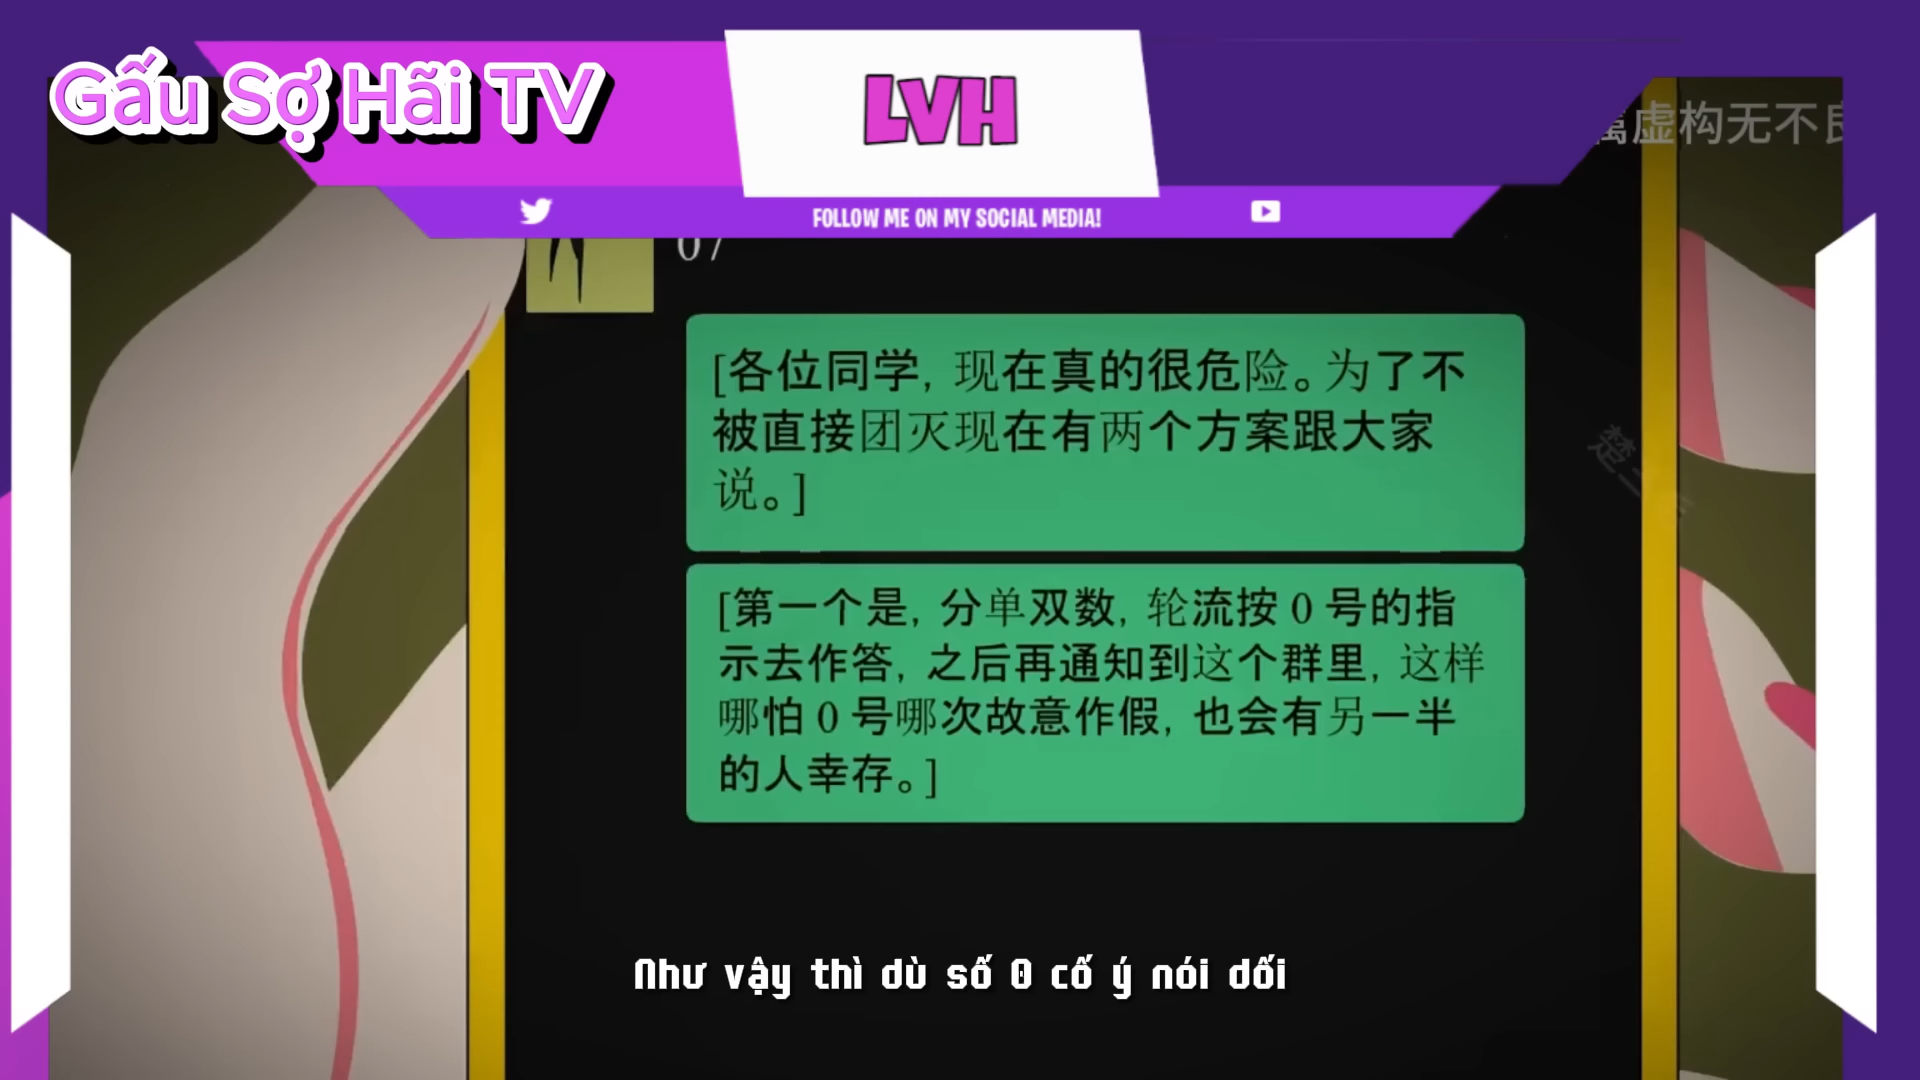 Gấu Sợ Hãi TV
LVH
虚构无不
FOLLOW ME ON MY SOCIAL MEDIA!
07
[各位同学, 现在真的很危险。为了不
被直接团灭现在有两个方案跟大家
说。]
[第一个是, 分单双数, 轮流按 0 号的指
示去作答, 之后再通知到这个群里, 这样
哪怕 0 号哪次故意作假, 也会有另一半
的人幸存。]
Như vậy thì dù số 0 cố ý nói dối